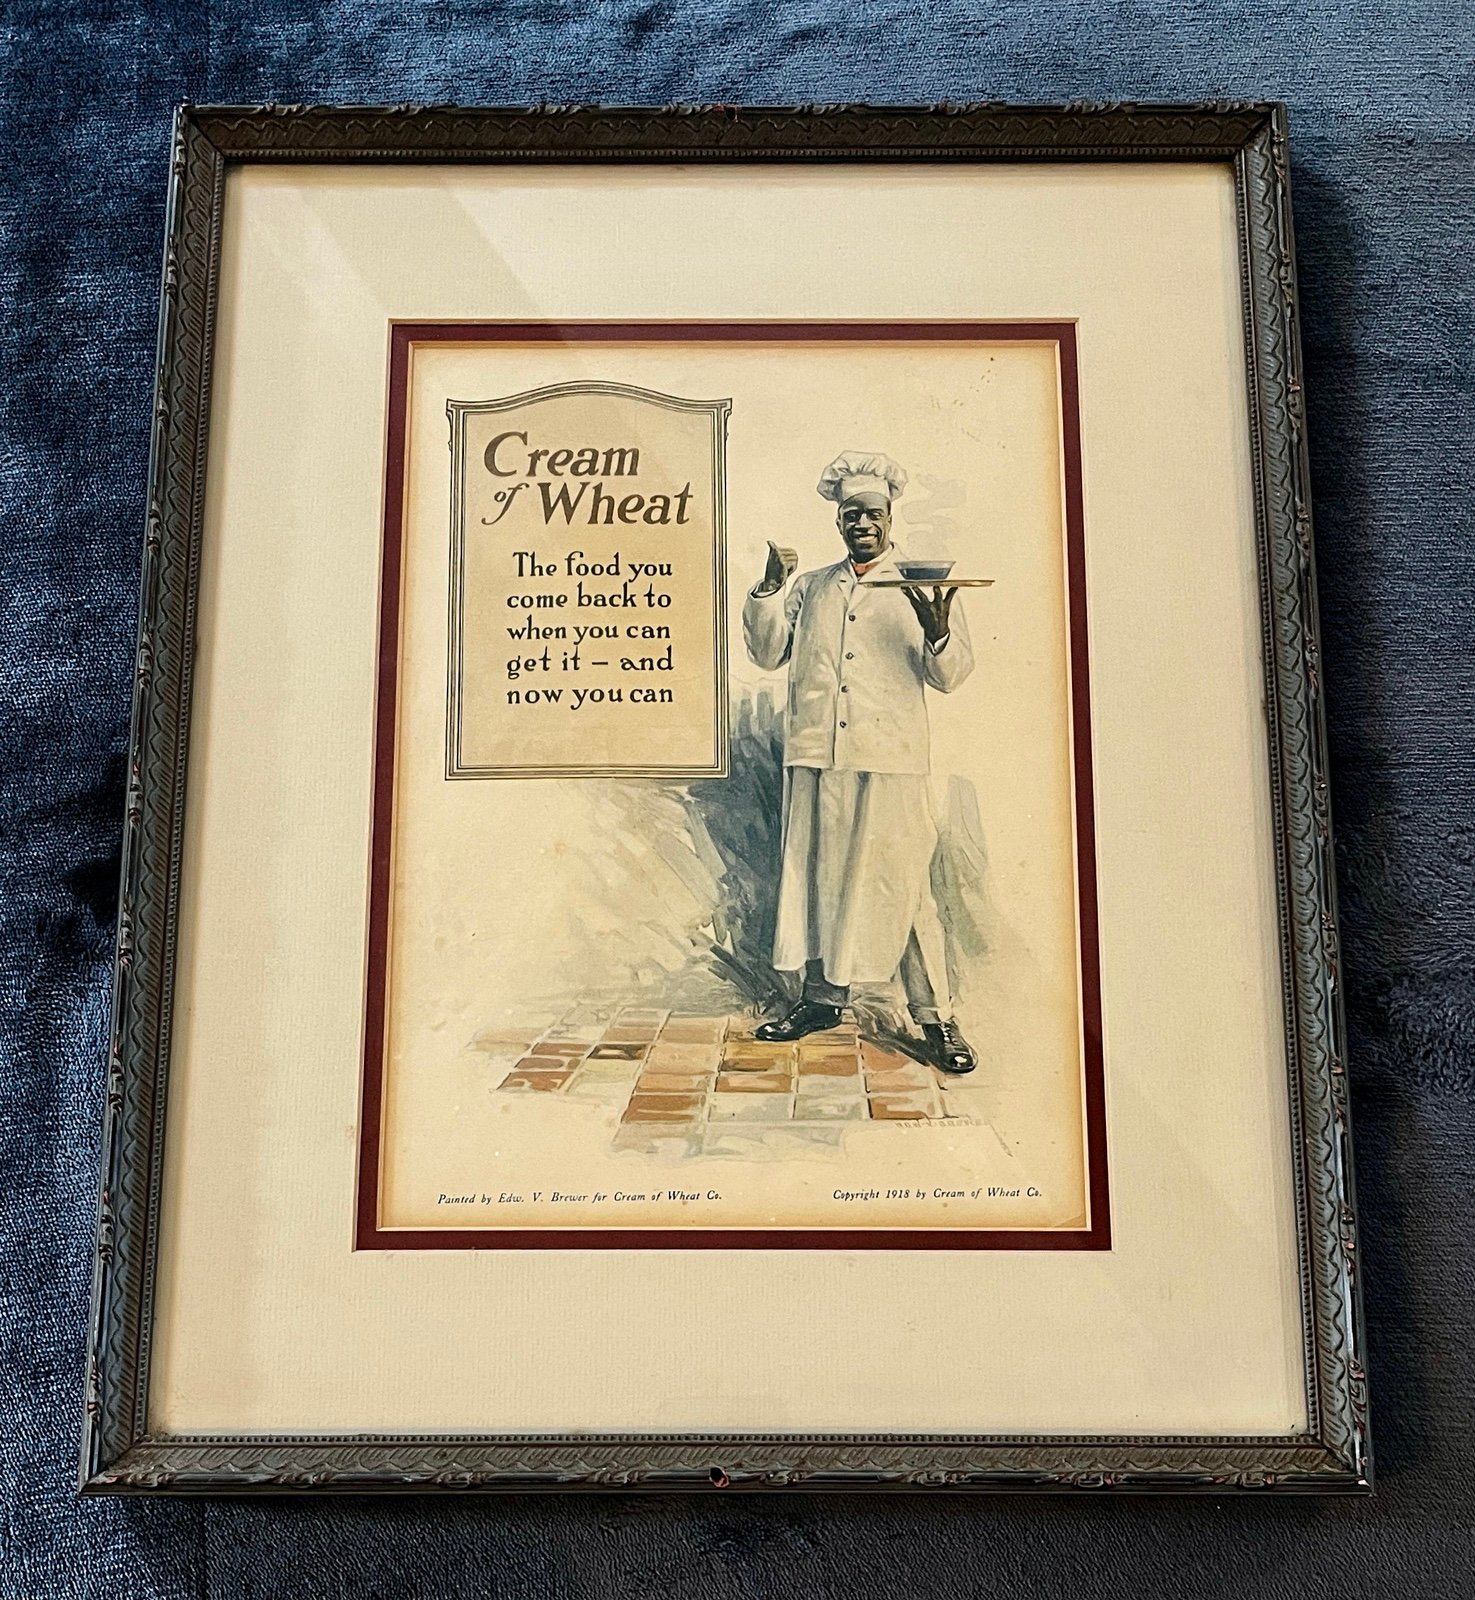 Cream
of Wheat
The food you
come back to
when you can
get it – and
now you can
Painted by Edw. V. Brewer for Cream of Wheat Co.
Copyright 1918 by Cream of Wheat Co.